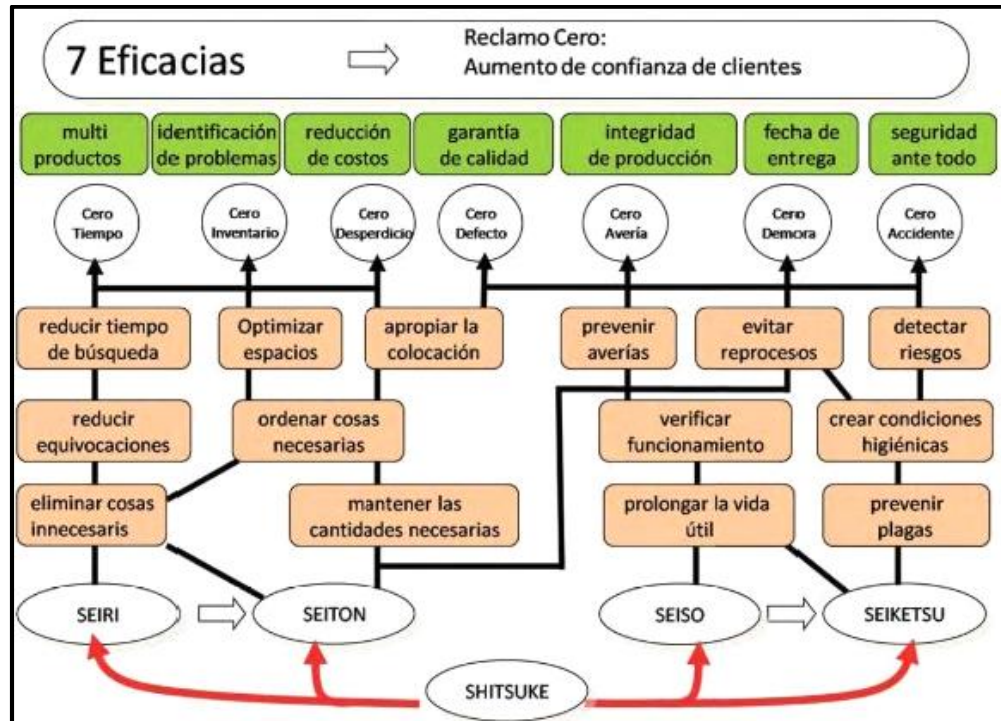 7 Eficacias
Reclamo Cero:
Aumento de confianza de clientes
multi
productos
identificación
de problemas
reducción
de costos
garantía
de calidad
integridad
de producción
fecha de
entrega
seguridad
ante todo
Cero
Tiempo
Cero
Inventario
Cero
Desperdicio
Cero
Defecto
Cero
Avería
Cero
Demora
Cero
Accidente
reducir tiempo
de búsqueda
Optimizar
espacios
apropiar la
colocación
prevenir
averías
evitar
reprocesos
detectar
riesgos
reducir
equivocaciones
ordenar cosas
necesarias
verificar
funcionamiento
crear condiciones
higiénicas
eliminar cosas
innecesaris
mantener las
cantidades necesarias
prolongar la vida
útil
prevenir
plagas
SEIRI
SEITON
SEISO
SEIKETSU
SHITSUKE